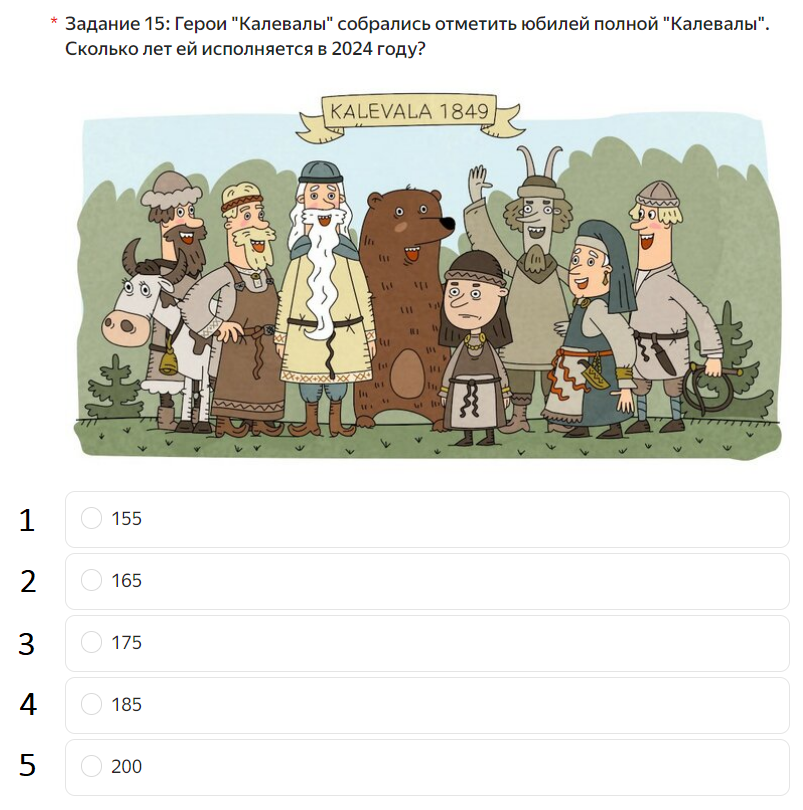 * Задание 15: Герои "Калевалы" собрались отметить юбилей полной "Калевалы".
Сколько лет ей исполняется в 2024 году?
KALEVALA 1849
1 155
2 165
3 175
4 185
5 200